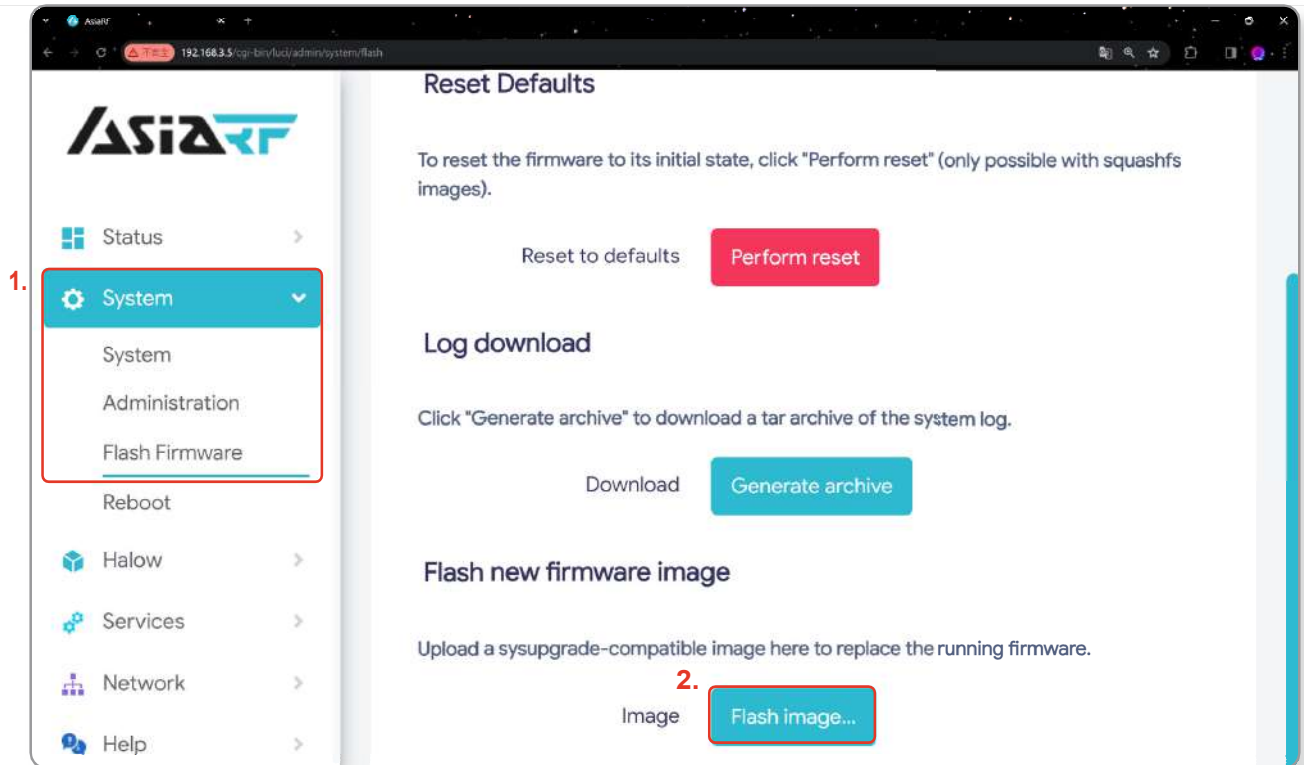 AsiaRF
不安全
192.168.3.5/cgi-bin/luci/admin/system/flash
AsiaRF
Status
1.
System
System
Administration
Flash Firmware
Reboot
Halow
Services
Network
Help
Reset Defaults
To reset the firmware to its initial state, click "Perform reset" (only possible with squashfs
images).
Reset to defaults
Perform reset
Log download
Click "Generate archive" to download a tar archive of the system log.
Download
Generate archive
Flash new firmware image
Upload a sysupgrade-compatible image here to replace the running firmware.
2.
Image
Flash image...